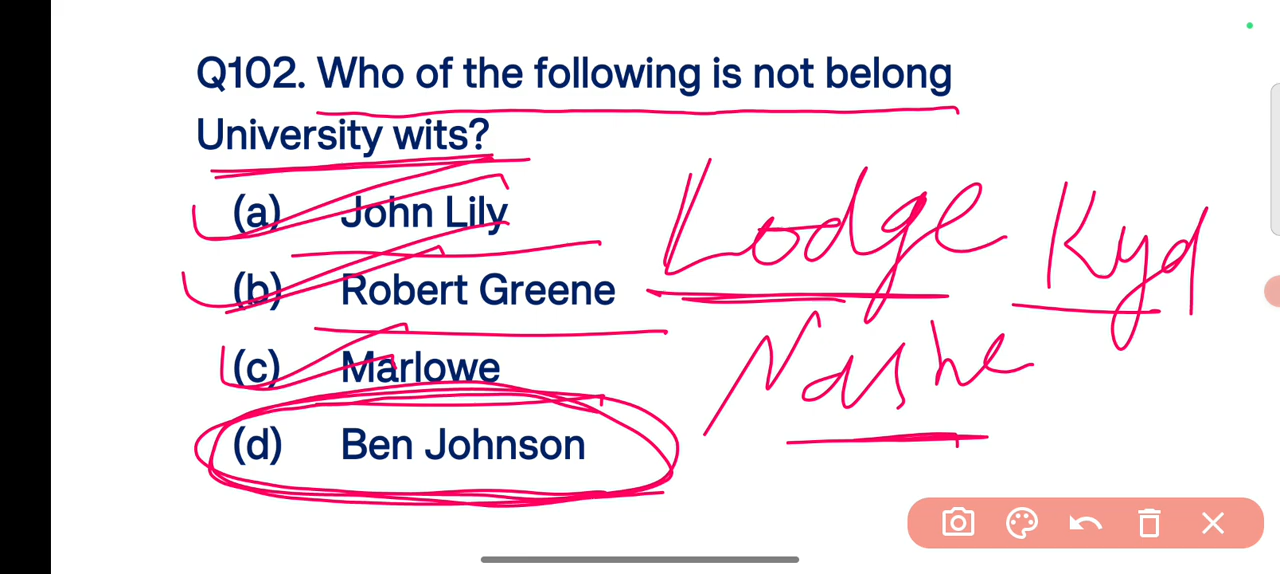 Q102. Who of the following is not belong
University wits?
(a) John Lily
(b) Robert Greene
(c) Marlowe
(d) Ben Johnson
Lodge
Kyd
Nashe